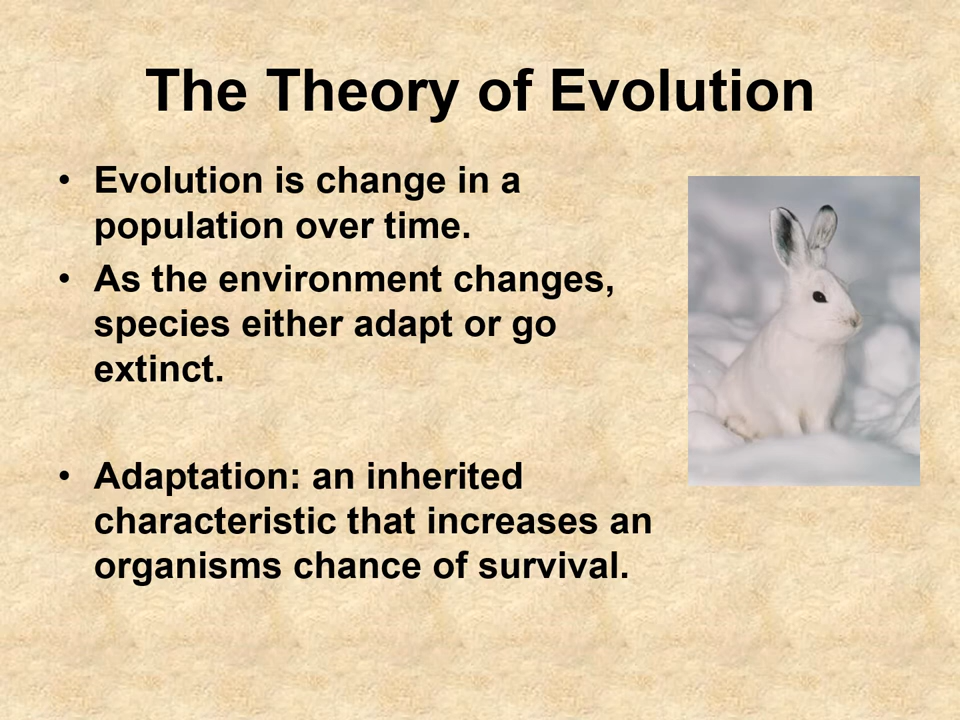 The Theory of Evolution
• Evolution is change in a
population over time.
• As the environment changes,
species either adapt or go
extinct.
• Adaptation: an inherited
characteristic that increases an
organisms chance of survival.